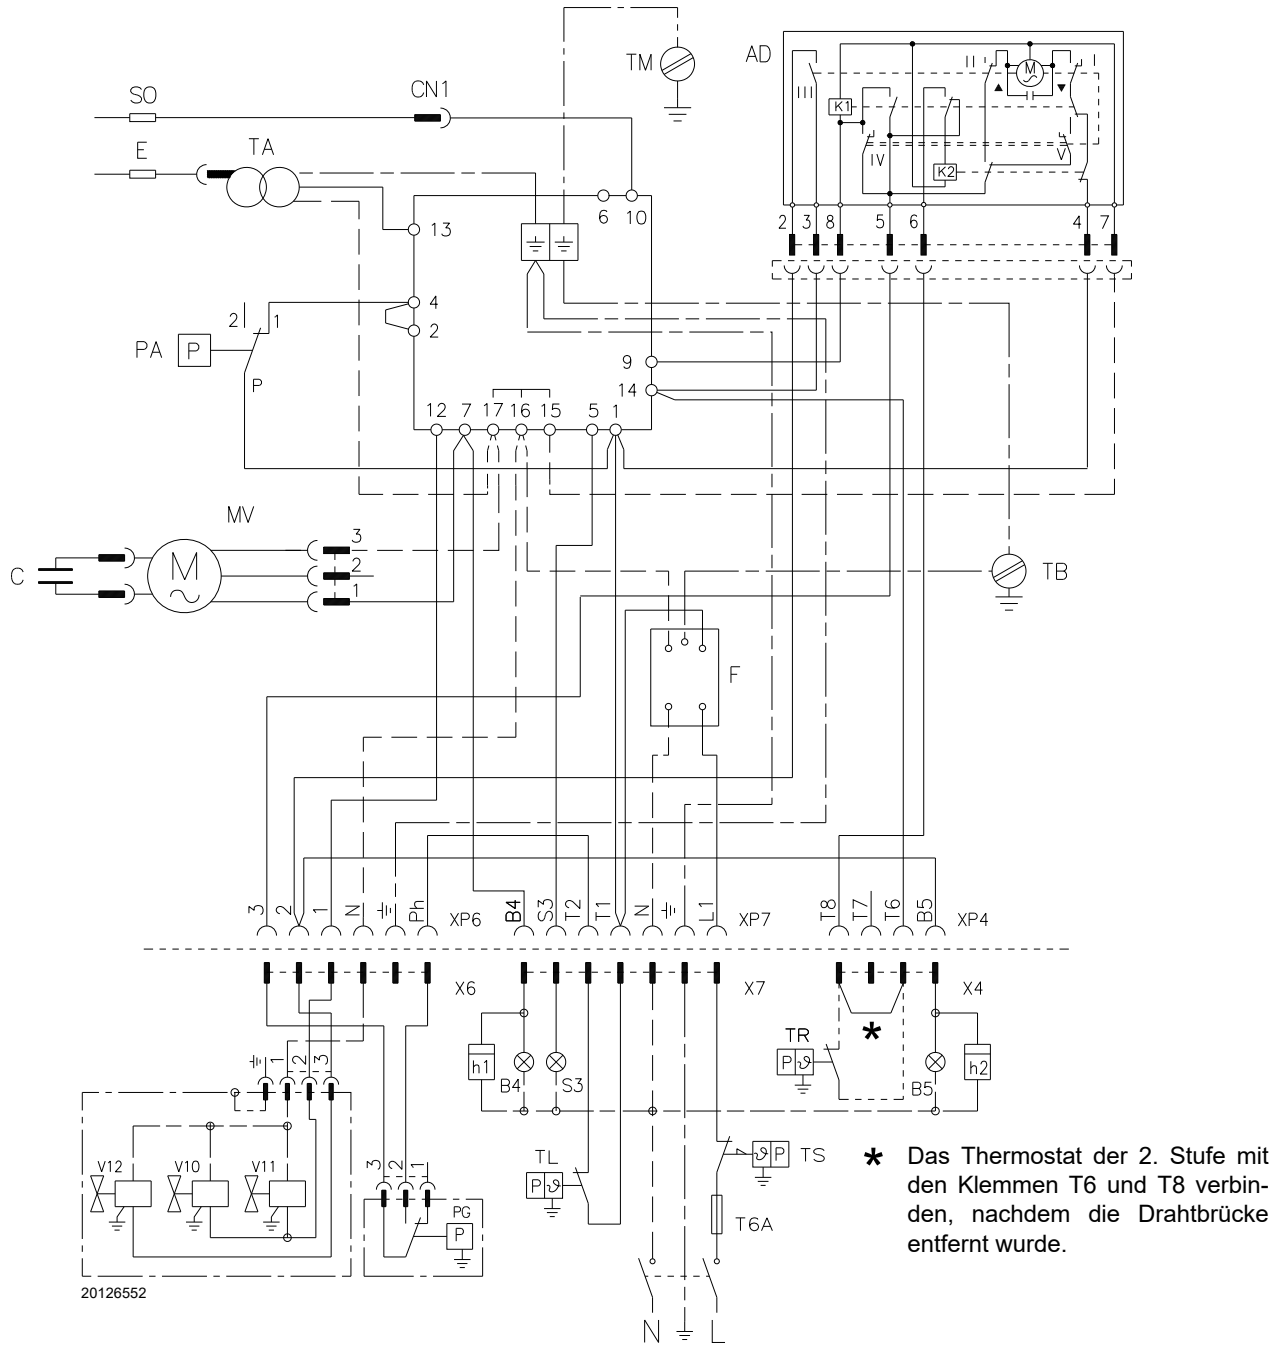 TM
AD
II
M
I
III
K1
IV
V
K2
SO
CN1
E
TA
6
10
2
3
8
5
6
4
7
13
4
2
2
1
PA
P
P
9
14
12
7
17
16
15
5
1
MV
3
2
1
C
M
TB
F
3
2
1
N
Ph
XP6
B4
S3
T2
T1
N
L1
XP7
T8
T7
T6
B5
XP4
X6
X7
X4
1
2
3
h1
B4
S3
TR
P
ϑ
*
B5
h2
V12
V10
V11
3
2
1
PG
P
TL
P
ϑ
ϑ
P
TS
T6A
N
L
20126552
* Das Thermostat der 2. Stufe mit
den Klemmen T6 und T8 verbin-
den, nachdem die Drahtbrücke
entfernt wurde.